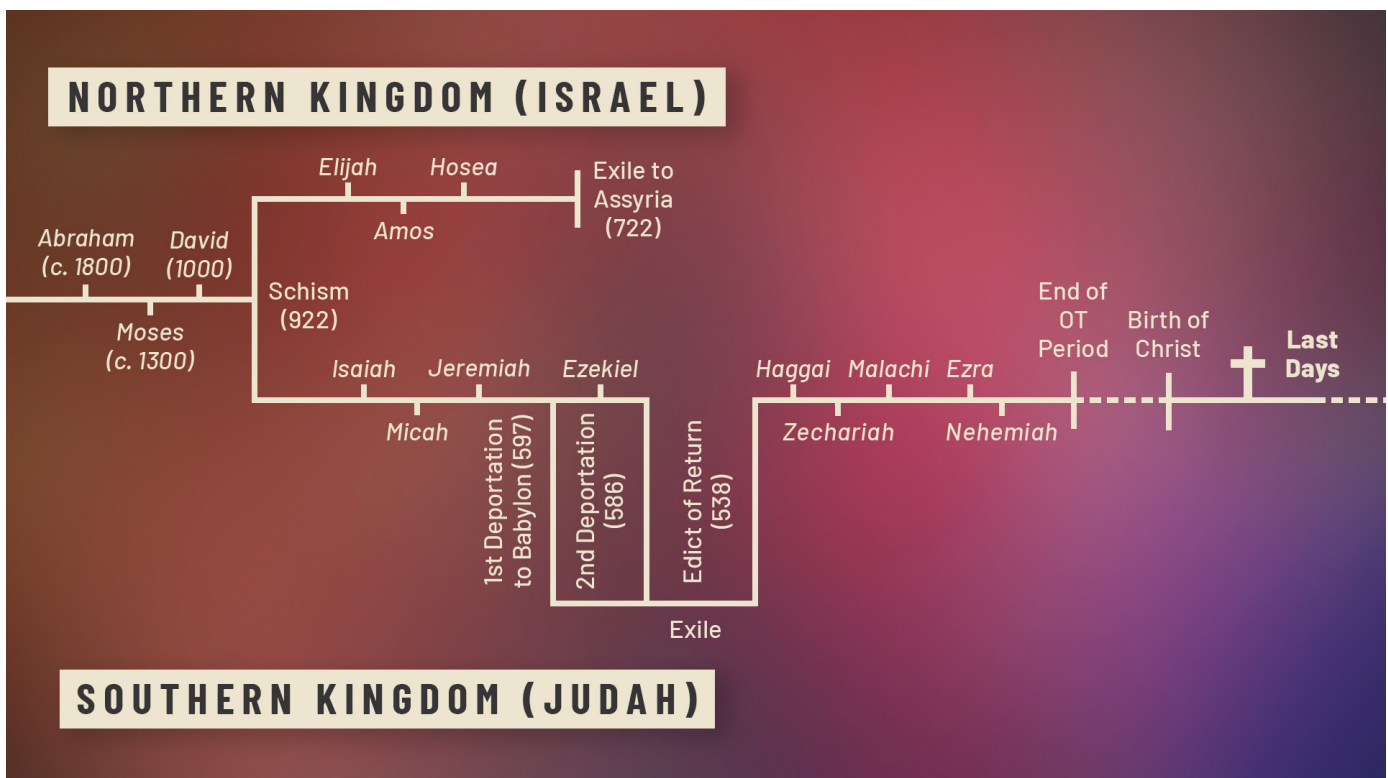 NORTHERN KINGDOM (ISRAEL)
Elijah
Hosea
Amos
Exile to
Assyria
(722)
Abraham
(c. 1800)
David
(1000)
Moses
(c. 1300)
Schism
(922)
Isaiah
Jeremiah
Ezekiel
Micah
1st Deportation
to Babylon (597)
2nd Deportation
(586)
Edict of Return
(538)
Exile
Haggai
Malachi
Ezra
Zechariah
Nehemiah
End of
OT
Period
Birth of
Christ
Last
Days
SOUTHERN KINGDOM (JUDAH)